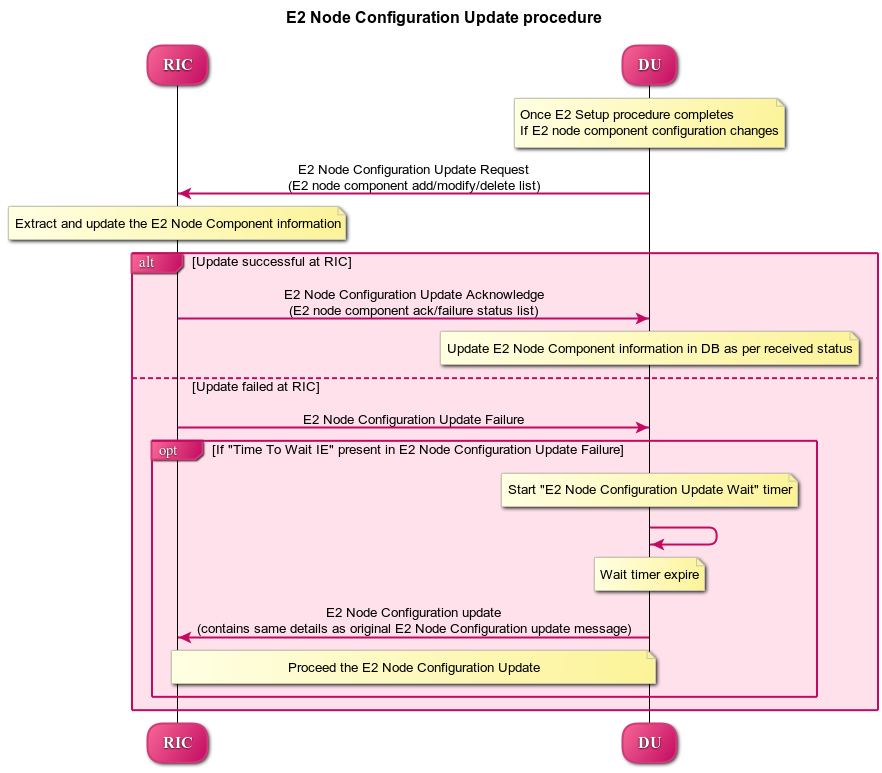 E2 Node Configuration Update procedure
RIC
DU
Once E2 Setup procedure completes
If E2 node component configuration changes
E2 Node Configuration Update Request
(E2 node component add/modify/delete list)
Extract and update the E2 Node Component information
alt
[Update successful at RIC]
E2 Node Configuration Update Acknowledge
(E2 node component ack/failure status list)
Update E2 Node Component information in DB as per received status
[Update failed at RIC]
E2 Node Configuration Update Failure
opt
[If "Time To Wait IE" present in E2 Node Configuration Update Failure]
Start "E2 Node Configuration Update Wait" timer
Wait timer expire
E2 Node Configuration update
(contains same details as original E2 Node Configuration update message)
Proceed the E2 Node Configuration Update
RIC
DU